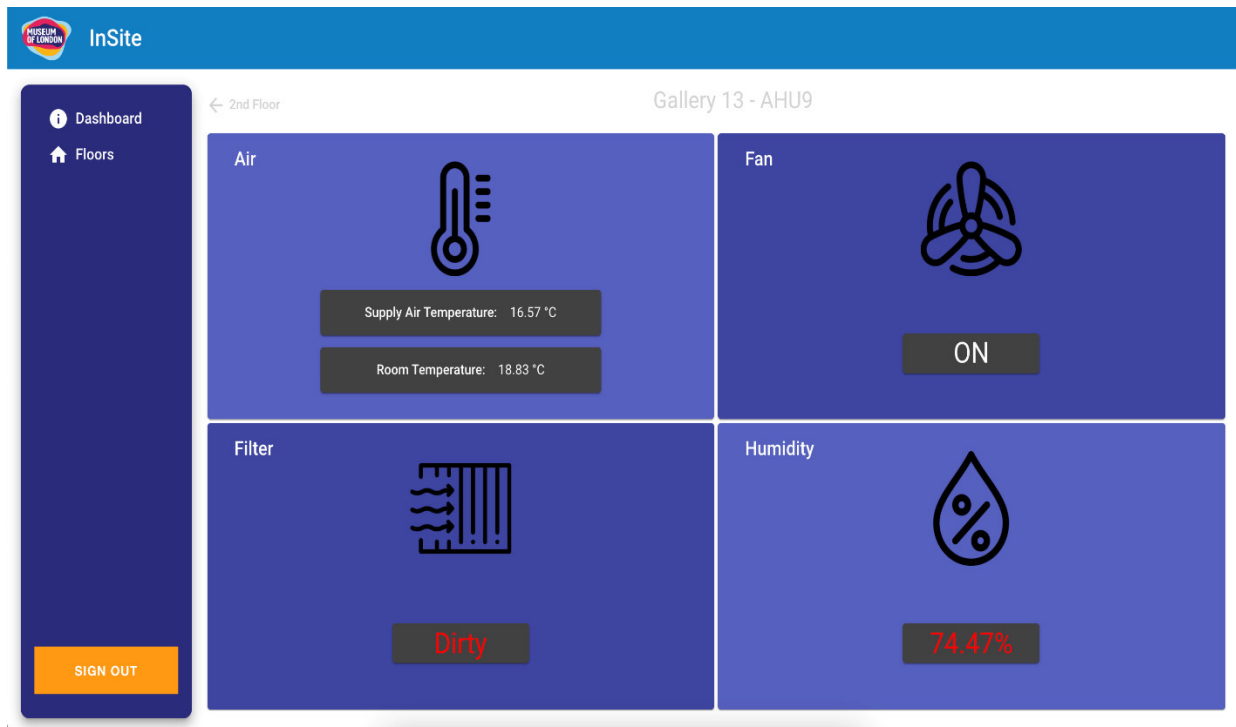 MUSEUM
OF LONDON
InSite
Dashboard
Floors
SIGN OUT
2nd Floor
Gallery 13 - AHU9
Air
Supply Air Temperature: 16.57 °C
Room Temperature: 18.83 °C
Fan
ON
Filter
Dirty
Humidity
%
74.47%